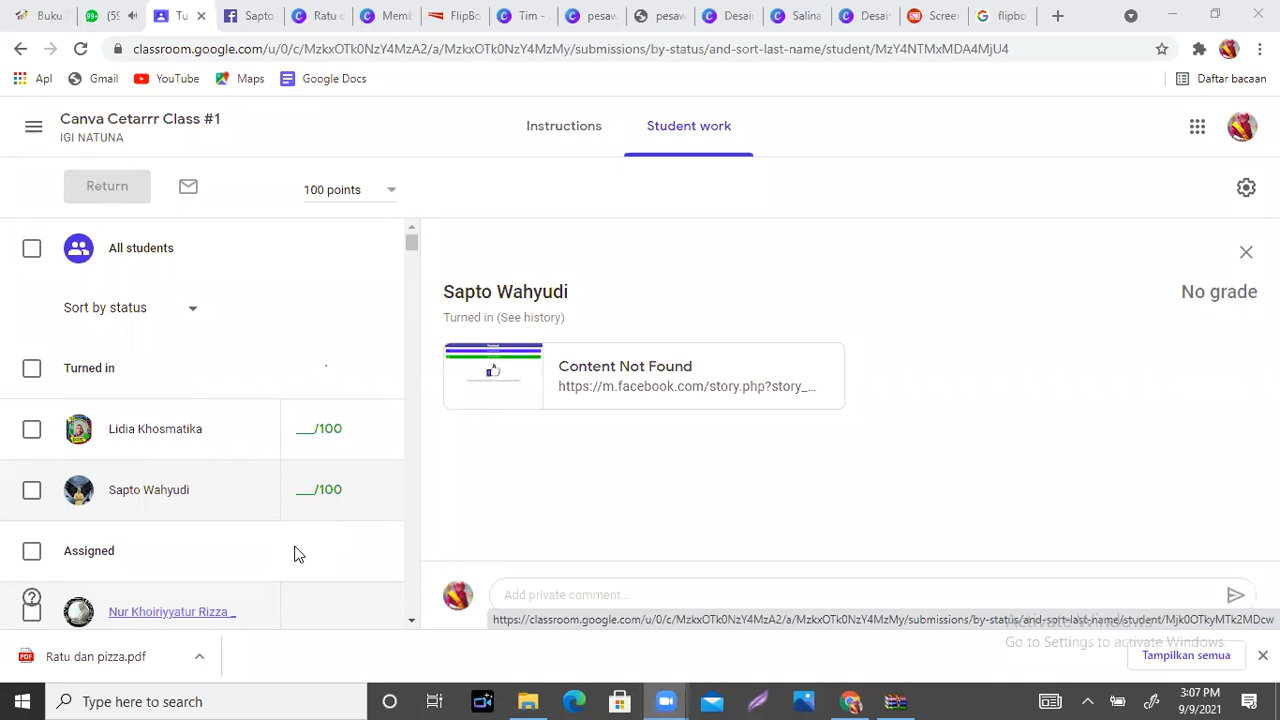 Buku
(59
Tu
Sapto
Ratu d
Memb
FlipBo
Tim -
pesaw
pesaw
Desai
Salina
Desai
Scree
flipbo
classroom.google.com/u/0/c/MzkxOTk0NzY4MzA2/a/MzkxOTk0NzY4MzMy/submissions/by-status/and-sort-last-name/student/MzY4NTMxMDA4MjU4
Apl
Gmail
YouTube
Maps
Google Docs
Daftar bacaan
Canva Cetarrr Class #1
IGI NATUNA
Instructions
Student work
Return
100 points
All students
Sort by status
Turned in
Lidia Khosmatika
__/100
Sapto Wahyudi
__/100
Assigned
Nur Khoiriyyatur Rizza _
Sapto Wahyudi
No grade
Turned in (See history)
Content Not Found
https://m.facebook.com/story.php?story_...
Add private comment...
https://classroom.google.com/u/0/c/MzkxOTk0NzY4MzA2/a/MzkxOTk0NzY4MzMy/submissions/by-status/and-sort-last-name/student/Mjk0OTkyMTk2MDcw
Activate Windows
Go to Settings to activate Windows.
Ratu dan pizza.pdf
Tampilkan semua
Type here to search
3:07 PM
9/9/2021